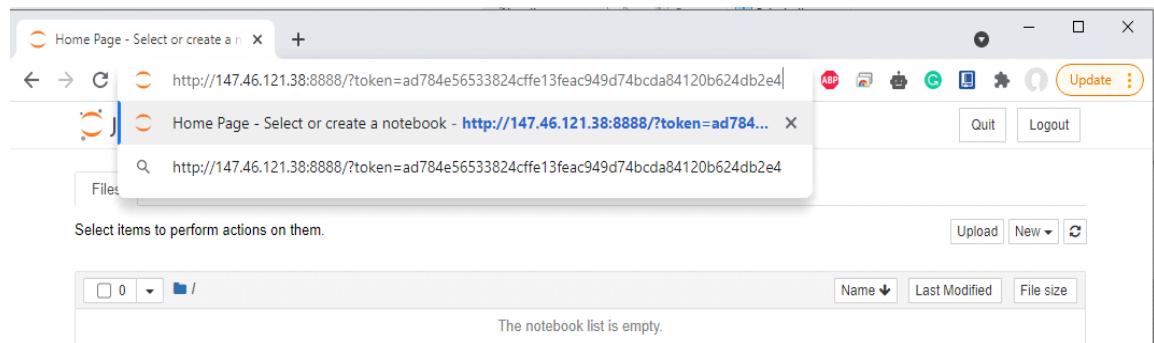 Home Page - Select or create a n
http://147.46.121.38:8888/?token=ad784e56533824cffe13feac949d74bcda84120b624db2e4
ABP
Update
Home Page - Select or create a notebook - http://147.46.121.38:8888/?token=ad784...
Quit
Logout
http://147.46.121.38:8888/?token=ad784e56533824cffe13feac949d74bcda84120b624db2e4
Files
Select items to perform actions on them.
Upload
New
0
/
Name
Last Modified
File size
The notebook list is empty.